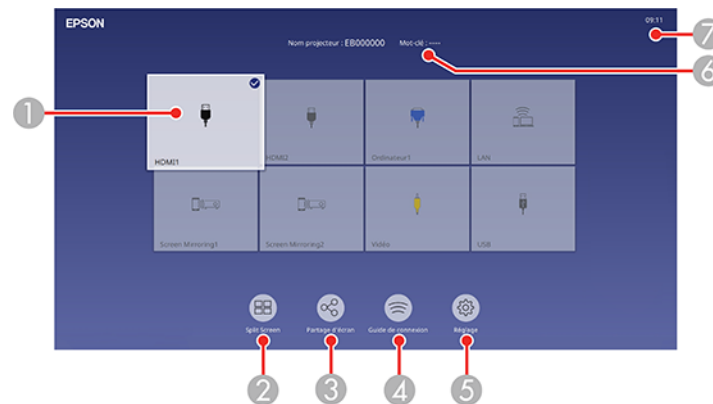 EPSON
09:11
Nom projecteur : EB000000 Mot-clé : ----
HDMI1
HDMI2
Ordinateur1
LAN
Screen Mirroring1
Screen Mirroring2
Vidéo
USB
Split Screen
Partage d'écran
Guide de connexion
Réglage
1
2
3
4
5
6
7